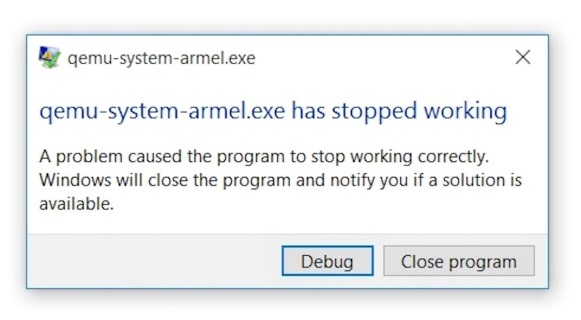 qemu-system-armel.exe
qemu-system-armel.exe has stopped working
A problem caused the program to stop working correctly.
Windows will close the program and notify you if a solution is
available.
Debug
Close program